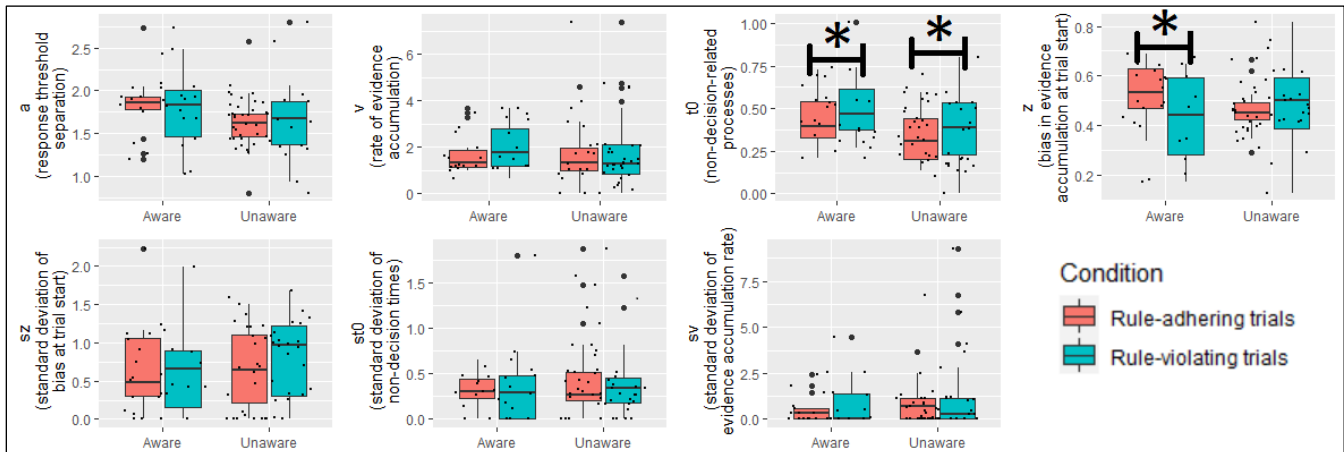 a
(response threshold
separation)
2.5
2.0
1.5
1.0
Aware
Unaware
v
(rate of evidence
accumulation)
6
4
2
0
Aware
Unaware
t0
(non-decision-related
processes)
1.00
0.75
0.50
0.25
0.00
* *
Aware
Unaware
z
(bias in evidence
accumulation at trial start)
0.8
0.6
0.4
0.2
*
Aware
Unaware
sz
(standard deviation of
bias at trial start)
2.0
1.5
1.0
0.5
0.0
Aware
Unaware
st0
(standard deviation of
non-decision times)
1.5
1.0
0.5
0.0
Aware
Unaware
sv
(standard deviation of
evidence accumulation rate)
7.5
5.0
2.5
0.0
Aware
Unaware
Condition
Rule-adhering trials
Rule-violating trials